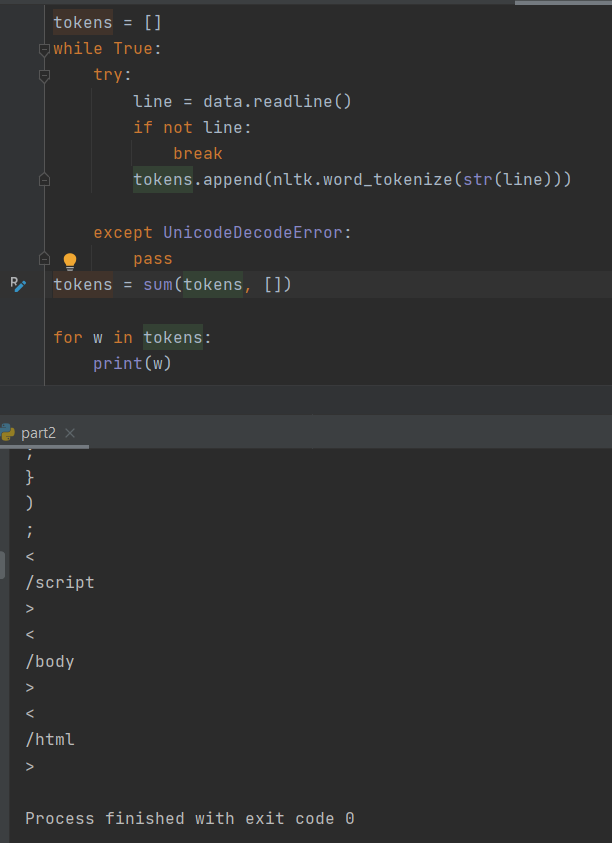 tokens = []
while True:
    try:
        line = data.readline()
        if not line:
            break
        tokens.append(nltk.word_tokenize(str(line)))

    except UnicodeDecodeError:
        pass
tokens = sum(tokens, [])

for w in tokens:
    print(w)
part2
;
}
)
;
<
/script
>
<
/body
>
<
/html
>

Process finished with exit code 0